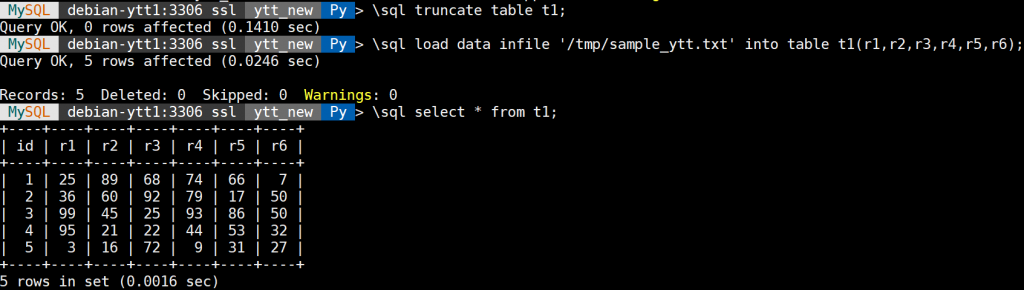 MySQL debian-ytt1:3306 ssl ytt_new Py > \sql truncate table t1;
Query OK, 0 rows affected (0.1410 sec)
MySQL debian-ytt1:3306 ssl ytt_new Py > \sql load data infile '/tmp/sample_ytt.txt' into table t1(r1,r2,r3,r4,r5,r6);
Query OK, 5 rows affected (0.0246 sec)
Records: 5  Deleted: 0  Skipped: 0  Warnings: 0
MySQL debian-ytt1:3306 ssl ytt_new Py > \sql select * from t1;
+----+----+----+----+----+----+----+
| id | r1 | r2 | r3 | r4 | r5 | r6 |
+----+----+----+----+----+----+----+
|  1 | 25 | 89 | 68 | 74 | 66 |  7 |
|  2 | 36 | 60 | 92 | 79 | 17 | 50 |
|  3 | 99 | 45 | 25 | 93 | 86 | 50 |
|  4 | 95 | 21 | 22 | 44 | 53 | 32 |
|  5 |  3 | 16 | 72 |  9 | 31 | 27 |
+----+----+----+----+----+----+----+
5 rows in set (0.0016 sec)